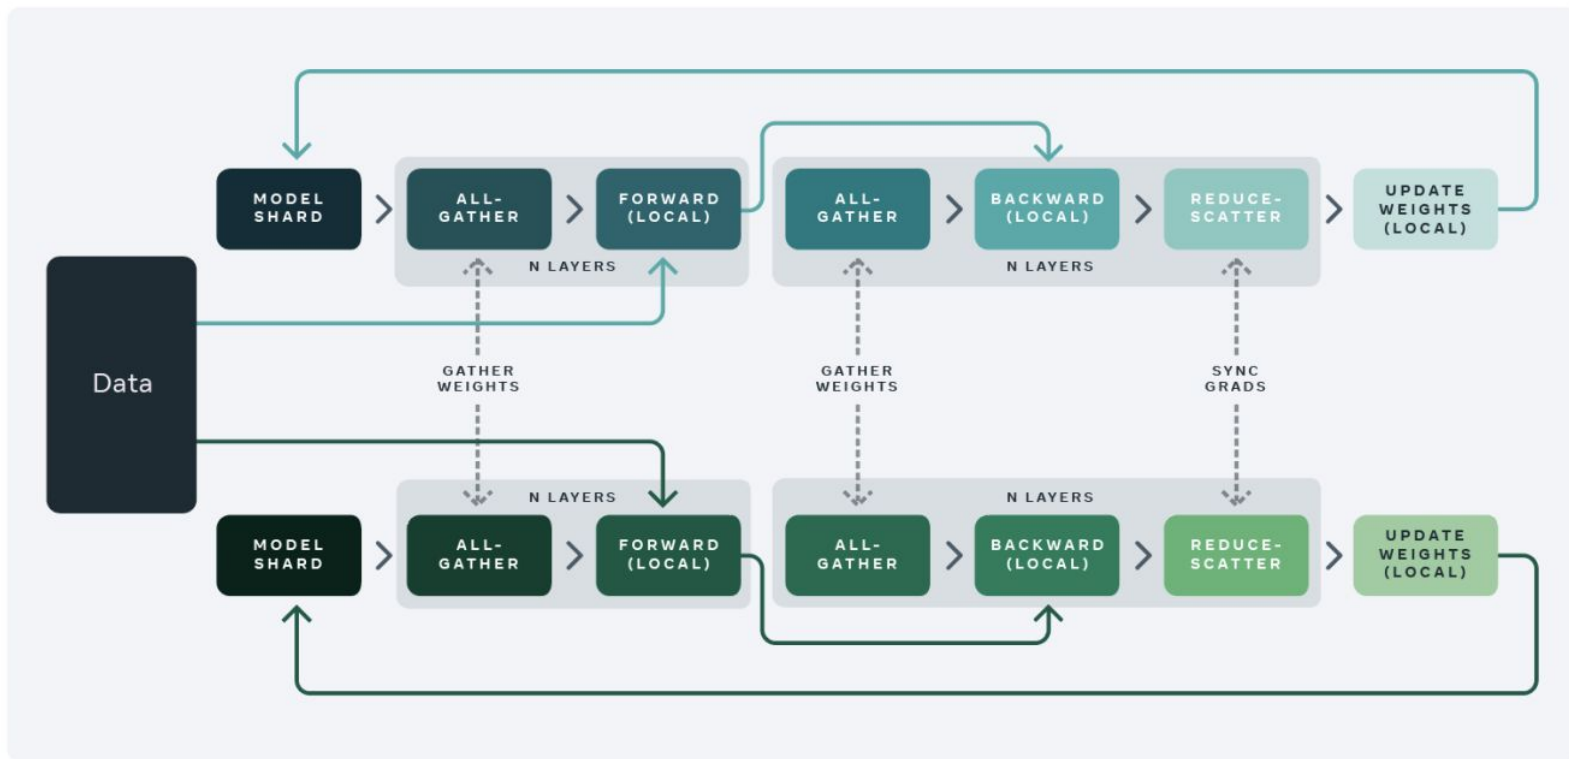 MODEL
SHARD
ALL-
GATHER
FORWARD
(LOCAL)
N LAYERS
ALL-
GATHER
BACKWARD
(LOCAL)
REDUCE-
SCATTER
N LAYERS
UPDATE
WEIGHTS
(LOCAL)
Data
GATHER
WEIGHTS
GATHER
WEIGHTS
SYNC
GRADS
MODEL
SHARD
N LAYERS
ALL-
GATHER
FORWARD
(LOCAL)
N LAYERS
ALL-
GATHER
BACKWARD
(LOCAL)
REDUCE-
SCATTER
UPDATE
WEIGHTS
(LOCAL)